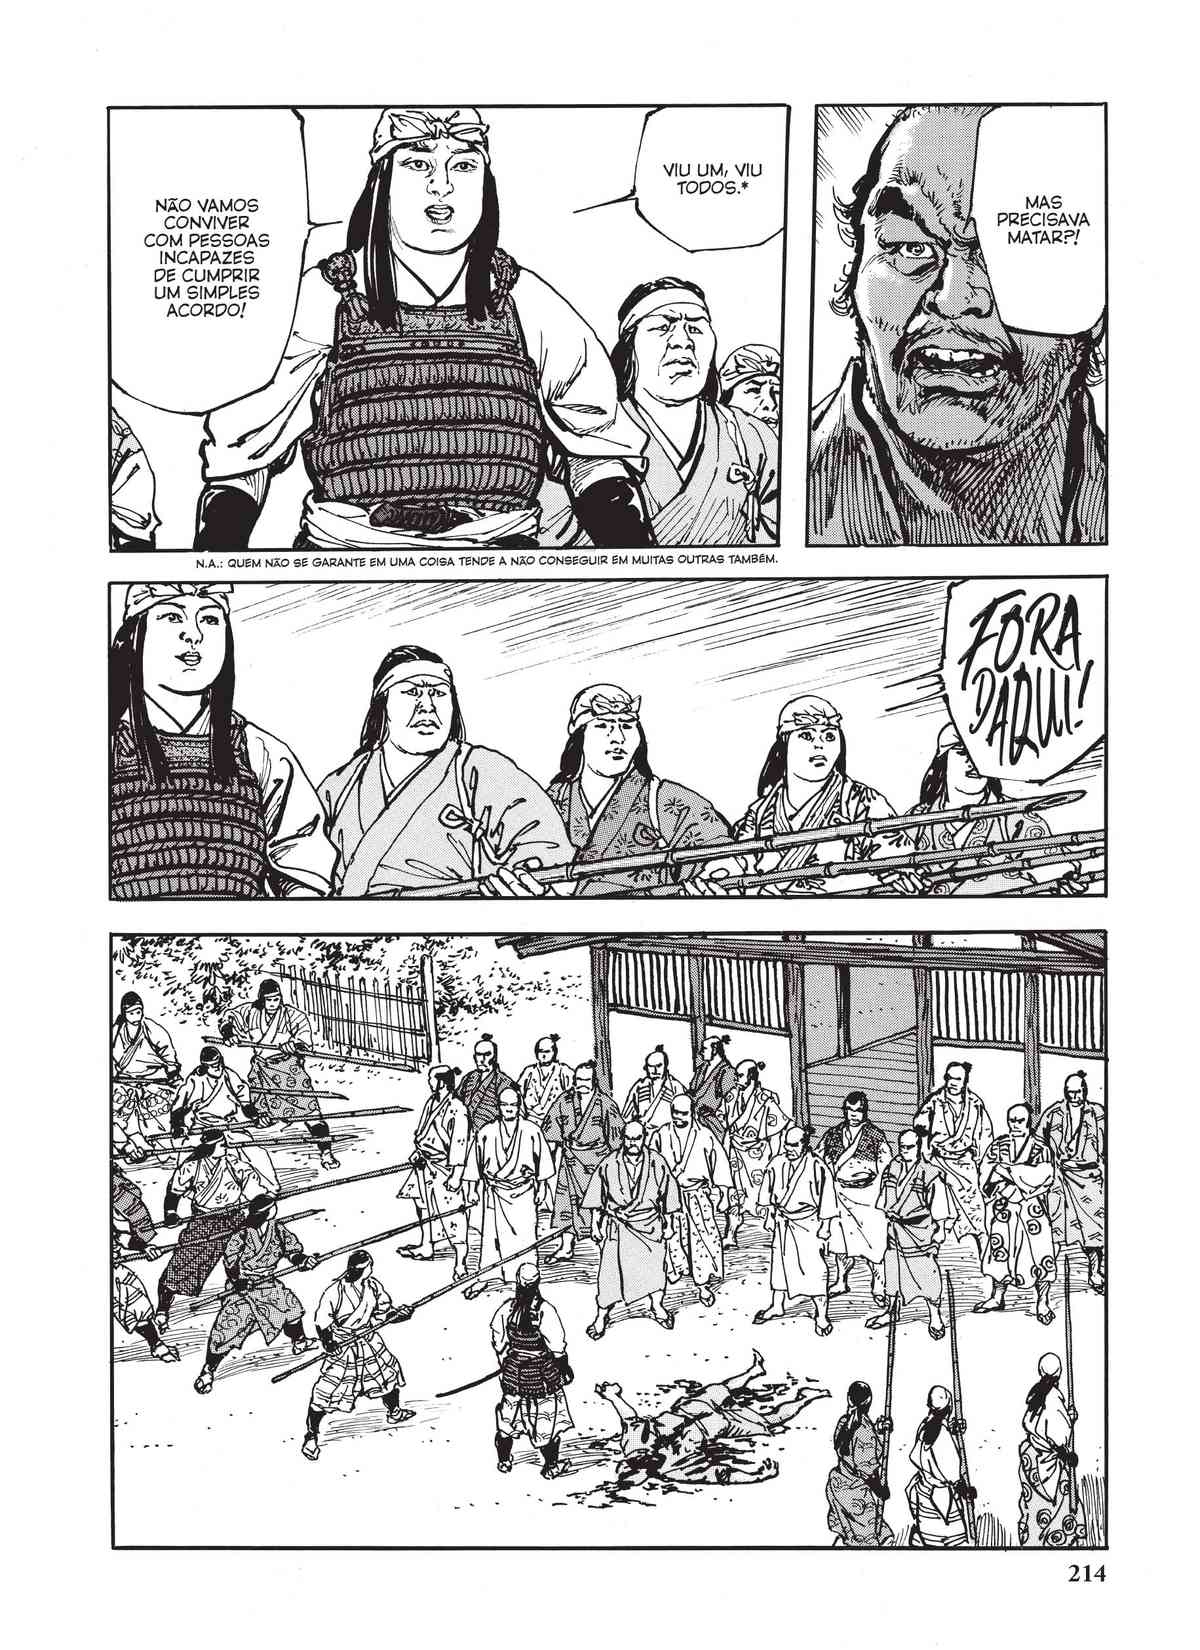 MAS
PRECISAVA
MATAR?!
VIU UM, VIU
TODOS.*
NÃO VAMOS
CONVIVER
COM PESSOAS
INCAPAZES
DE CUMPRIR
UM SIMPLES
ACORDO!
N.A.: QUEM NÃO SE GARANTE EM UMA COISA TENDE A NÃO CONSEGUIR EM MUITAS OUTRAS TAMBÉM.
FORA
DAQUI!
214